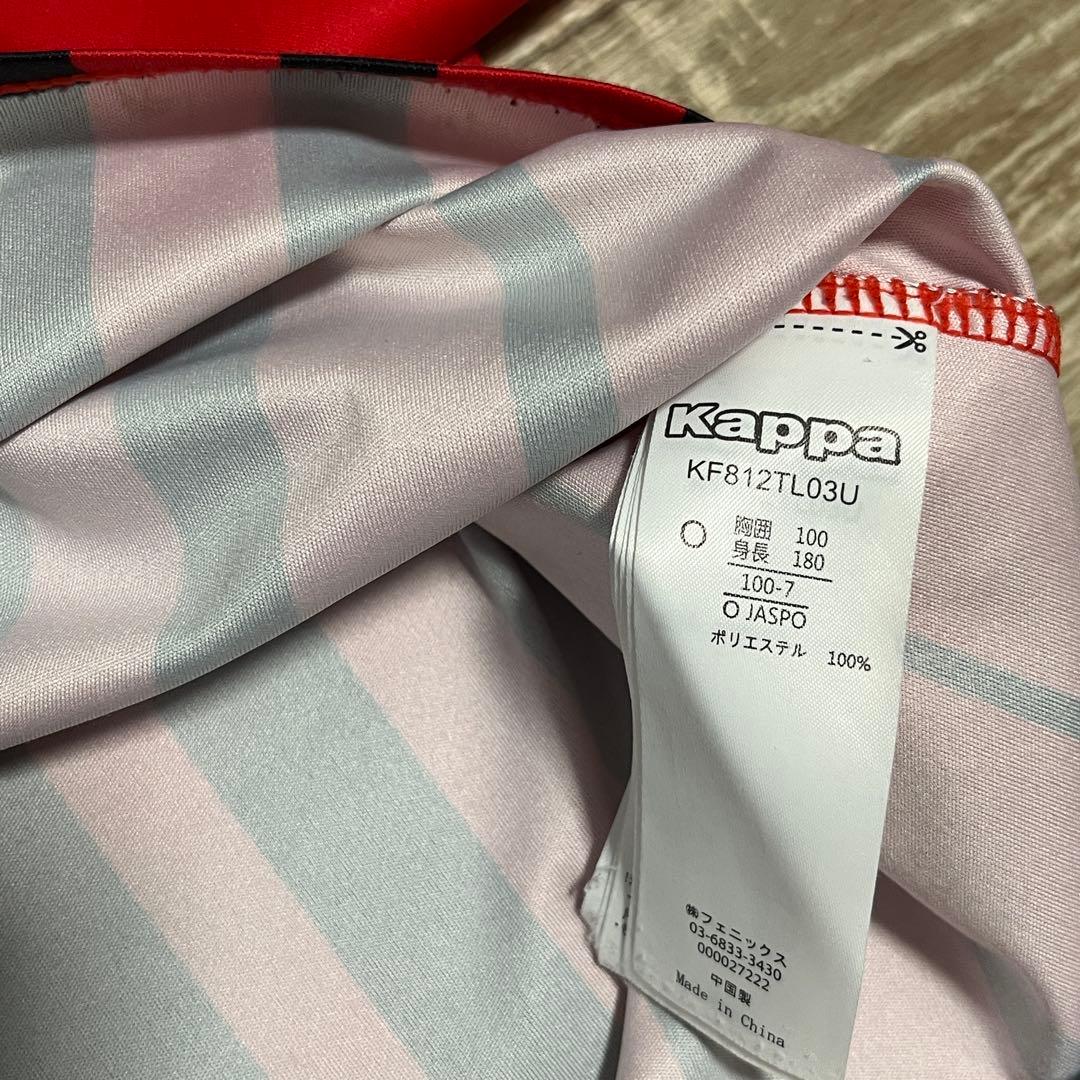 Kappa
KF812TL03U
胸囲 100
身長 180
100-7
O JASPO
ポリエステル 100%
㈱フェニックス
03-6833-3430
000027222
中国製
Made in China